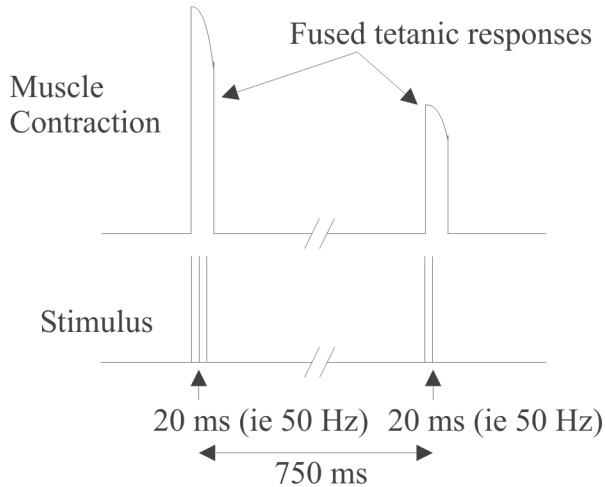 Fused tetanic responses
Muscle
Contraction
Stimulus
20 ms (ie 50 Hz) 20 ms (ie 50 Hz)
750 ms